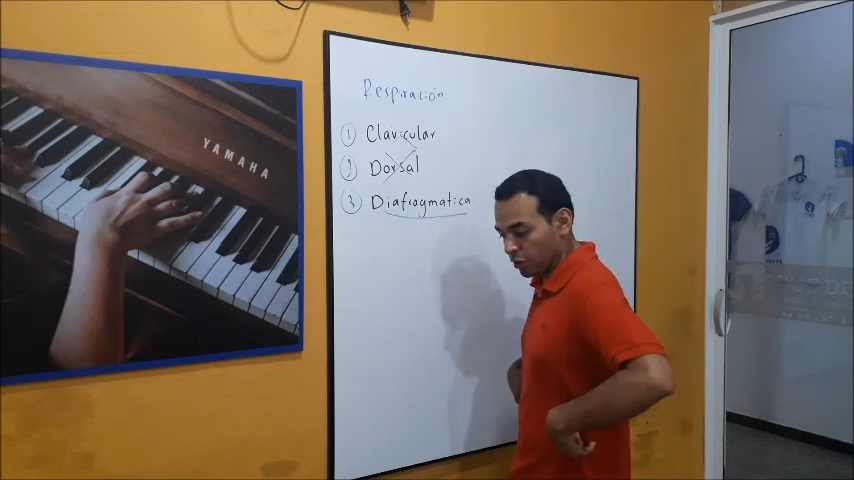 YAMAHA
Respiración
1 Clavicular
2 Dorsal
3 Diafragmatica